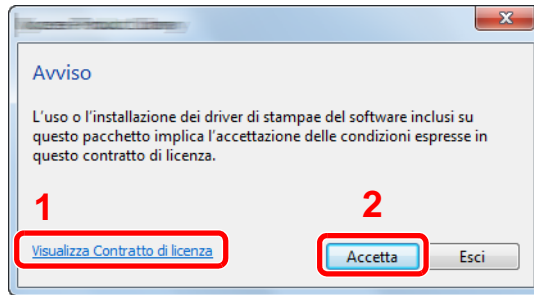 Avviso
L'uso o l'installazione dei driver di stampae del software inclusi su
questo pacchetto implica l'accettazione delle condizioni espresse in
questo contratto di licenza.
1
2
Visualizza Contratto di licenza
Accetta
Esci